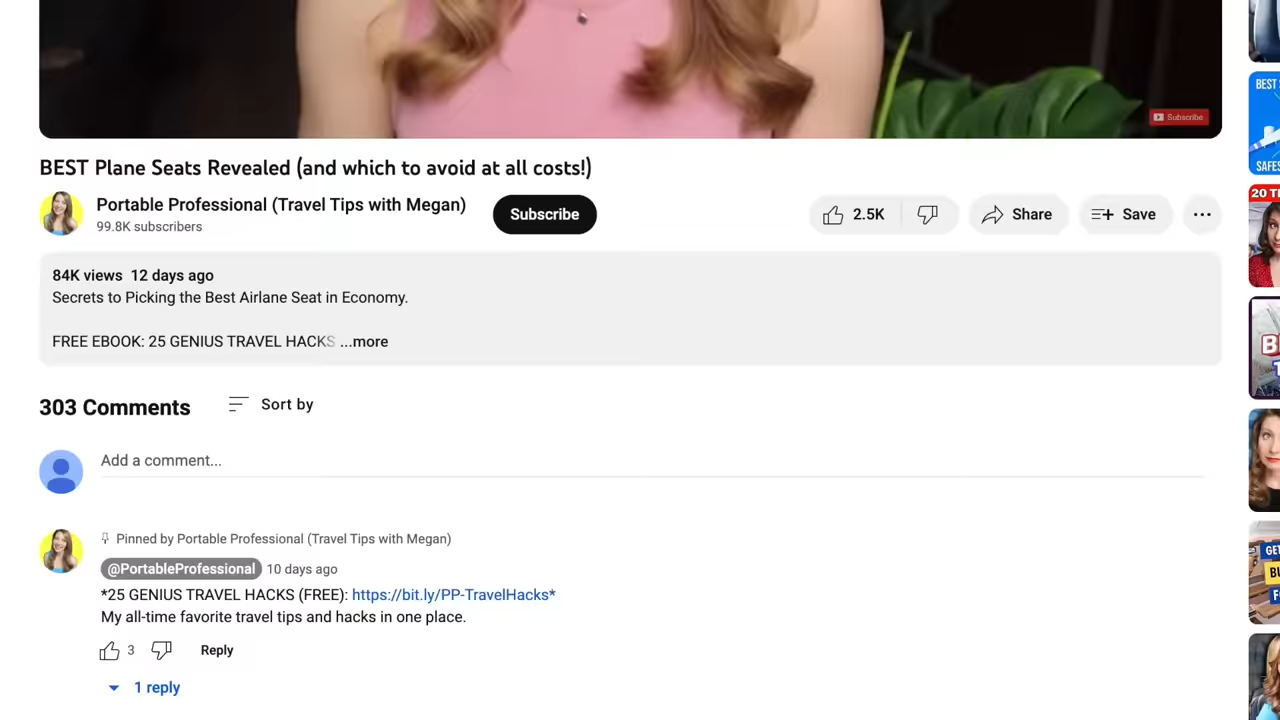 Subscribe
BEST Plane Seats Revealed (and which to avoid at all costs!)
Portable Professional (Travel Tips with Megan)
99.8K subscribers
Subscribe
2.5K
Share
Save
84K views 12 days ago
Secrets to Picking the Best Airlane Seat in Economy.
FREE EBOOK: 25 GENIUS TRAVEL HACKS ...more
303 Comments
Sort by
Add a comment...
Pinned by Portable Professional (Travel Tips with Megan)
@PortableProfessional 10 days ago
*25 GENIUS TRAVEL HACKS (FREE): https://bit.ly/PP-TravelHacks*
My all-time favorite travel tips and hacks in one place.
3
Reply
1 reply
BEST
20